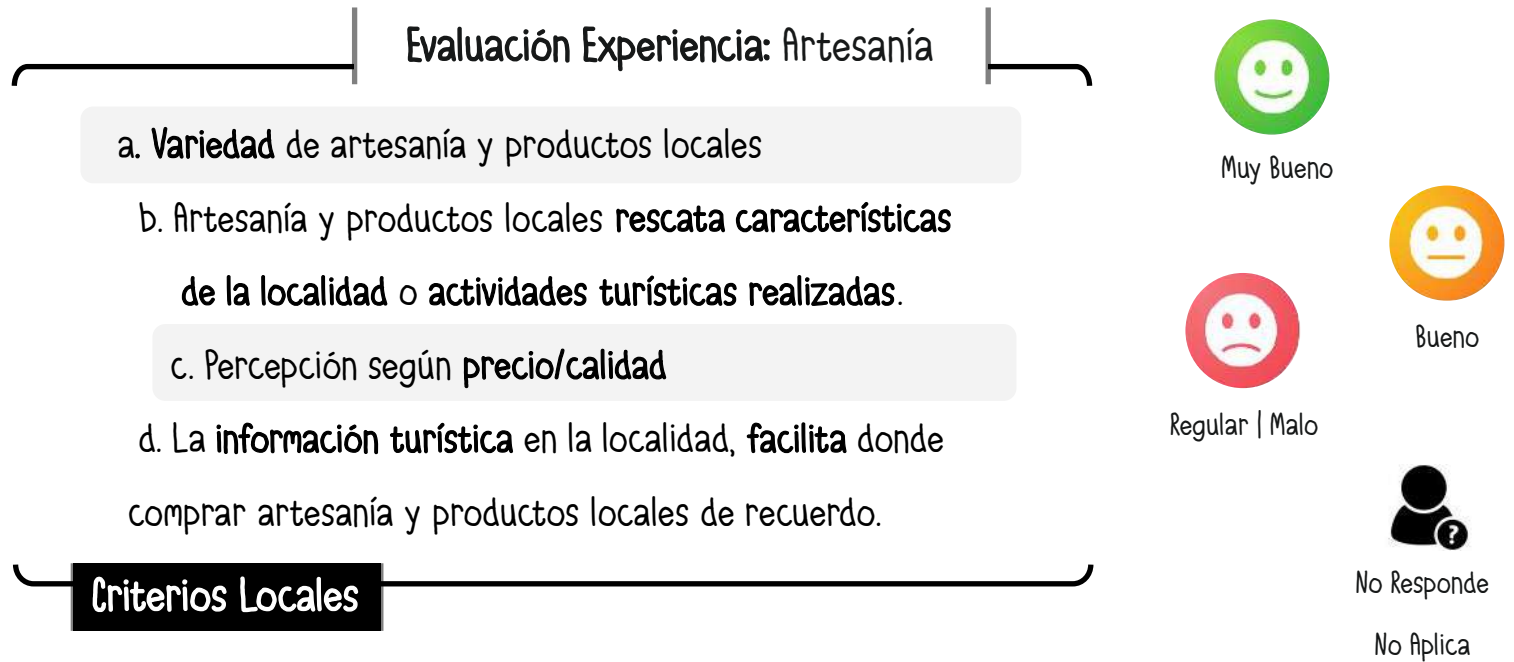 Evaluación Experiencia: Artesanía
a. Variedad de artesanía y productos locales
b. Artesanía y productos locales rescata características
de la localidad o actividades turísticas realizadas.
c. Percepción según precio/calidad
d. La información turística en la localidad, facilita donde
comprar artesanía y productos locales de recuerdo.
Criterios Locales
Muy Bueno
Bueno
Regular | Malo
?
No Responde
No Aplica